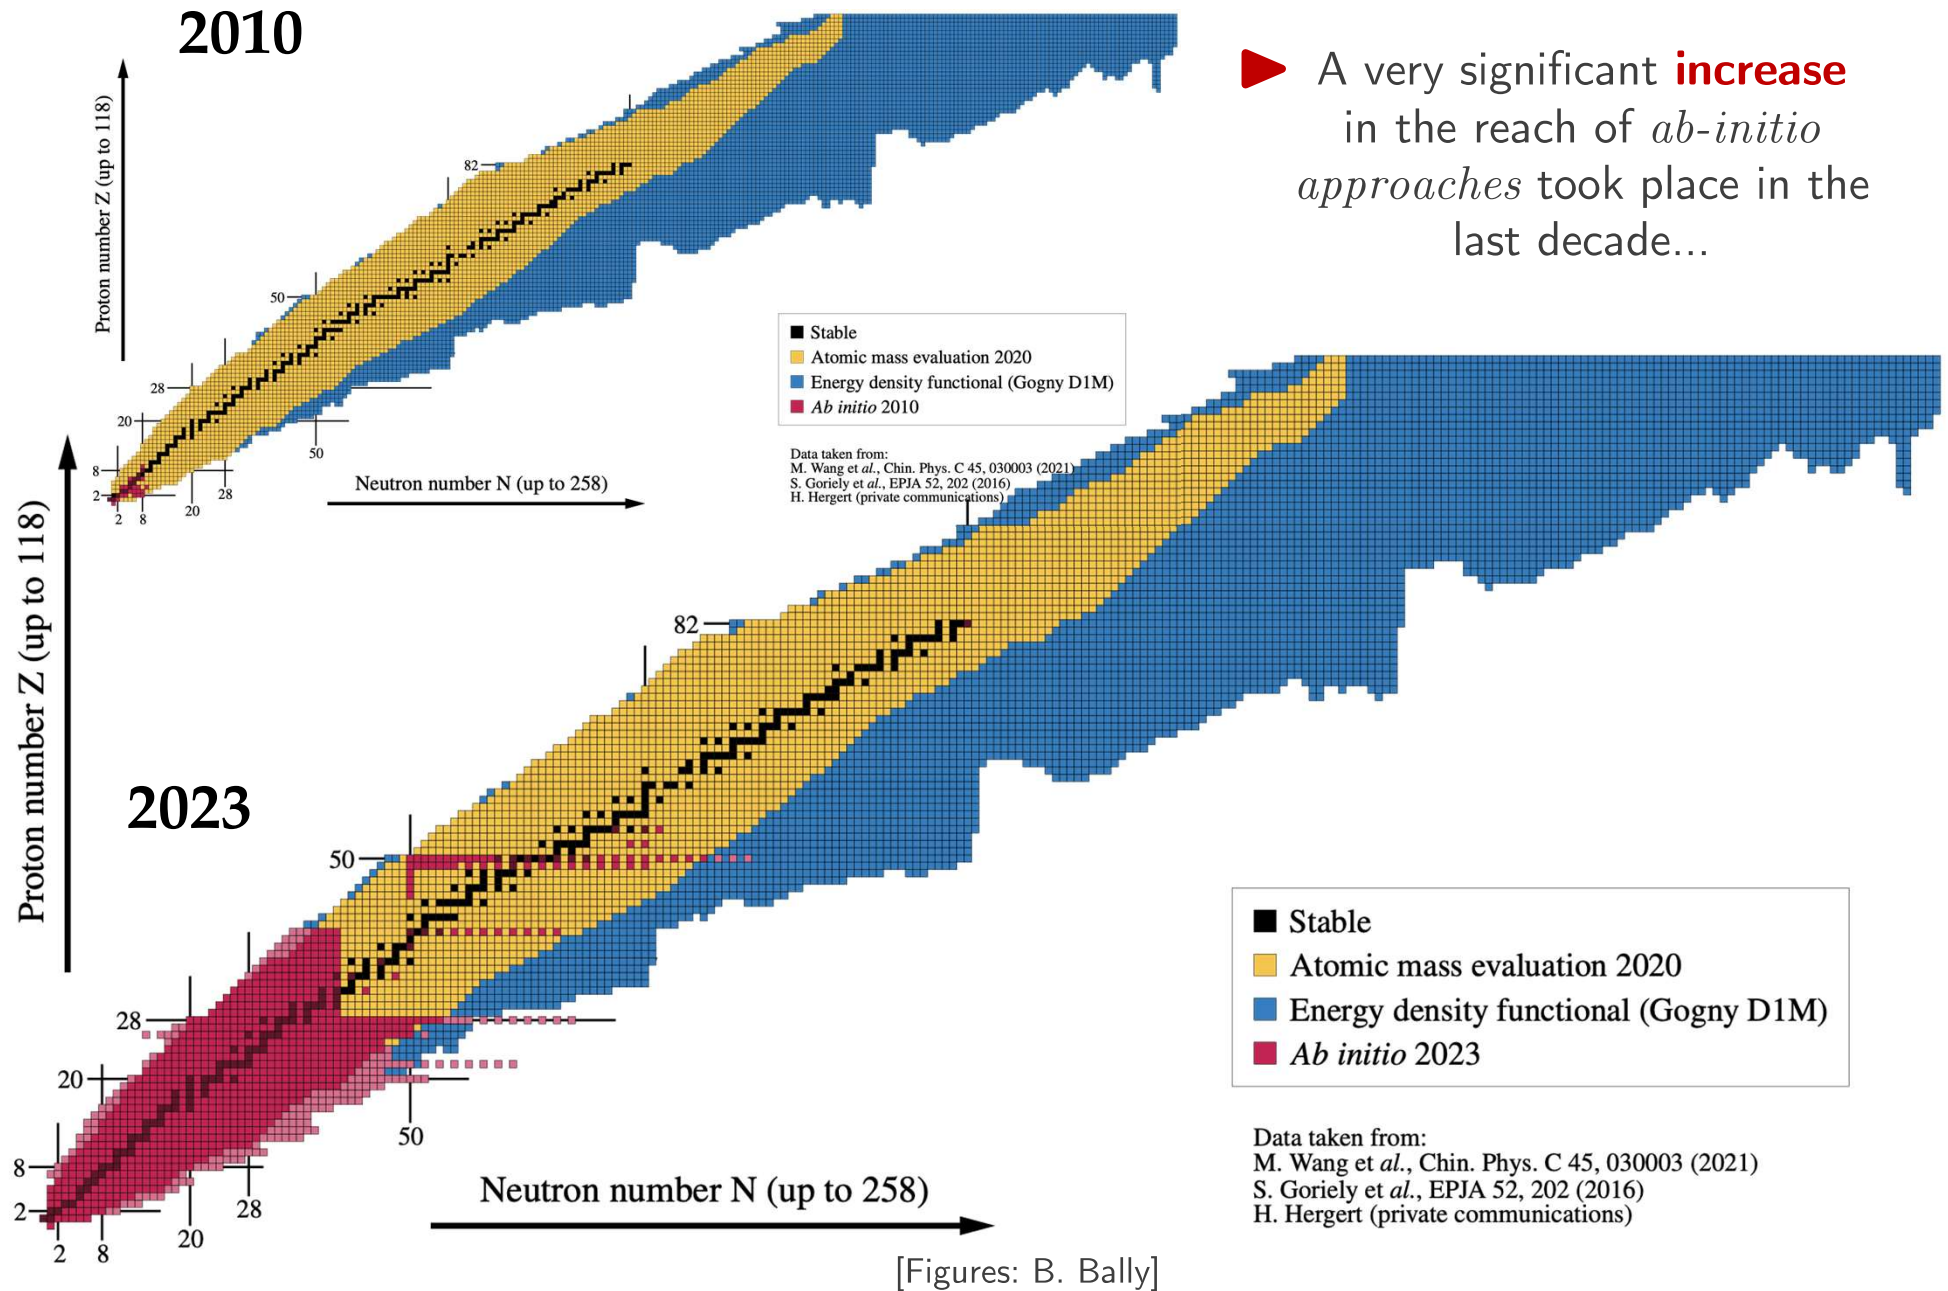 2010
A very significant increase
in the reach of ab-initio
approaches took place in the
last decade...
Proton number Z (up to 118)
82
50
28
20
8
2
2
8
20
28
50
Neutron number N (up to 258)
Stable
Atomic mass evaluation 2020
Energy density functional (Gogny D1M)
Ab initio 2010
Data taken from:
M. Wang et al., Chin. Phys. C 45, 030003 (2021)
S. Goriely et al., EPJA 52, 202 (2016)
H. Hergert (private communications)
2023
Proton number Z (up to 118)
82
50
28
20
8
2
2
8
20
28
50
Neutron number N (up to 258)
Stable
Atomic mass evaluation 2020
Energy density functional (Gogny D1M)
Ab initio 2023
Data taken from:
M. Wang et al., Chin. Phys. C 45, 030003 (2021)
S. Goriely et al., EPJA 52, 202 (2016)
H. Hergert (private communications)
[Figures: B. Bally]